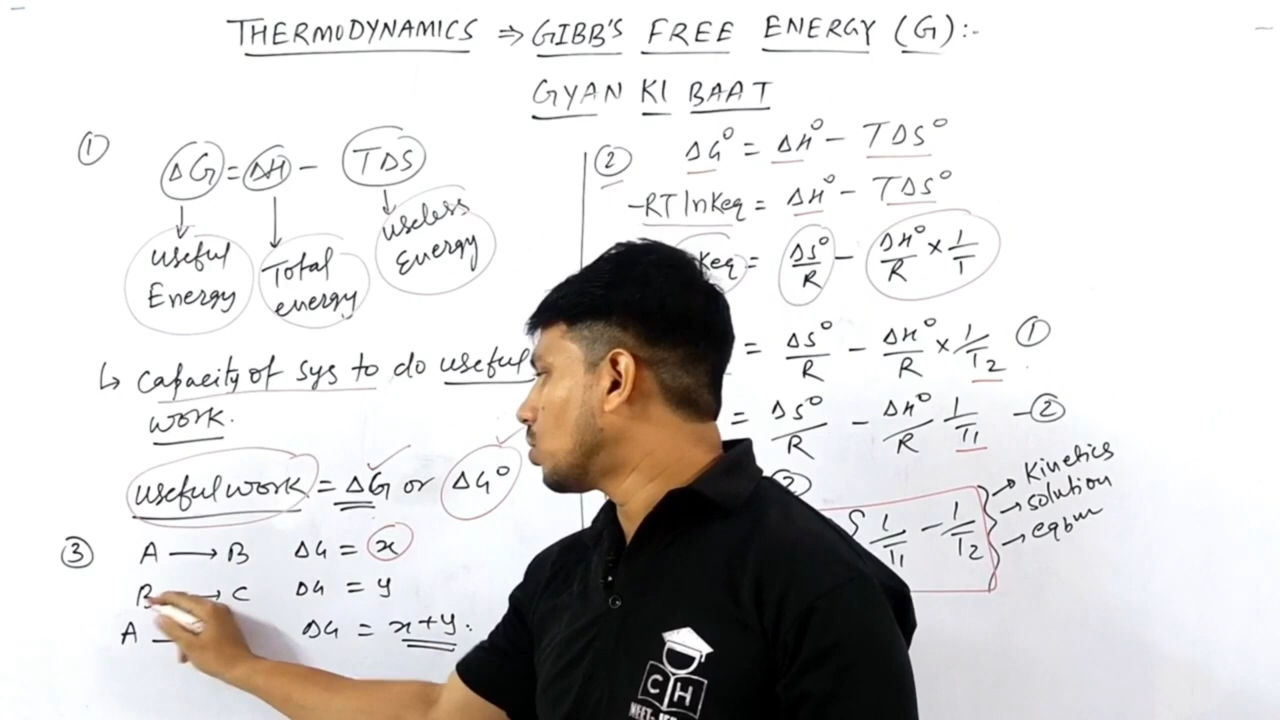 THERMODYNAMICS ⇒ GIBB'S FREE ENERGY (G):-
GYAN KI BAAT
① ΔG = ΔH - TΔS
useful Energy
Total energy
useless Energy
↳ capacity of sys to do useful
work.
useful work = ΔG or ΔG°
③ A → B ΔG = x
B → C ΔG = y
A ΔG = x+y.
② ΔG° = ΔH° - TΔS°
-RT lnKeq = ΔH° - TΔS°
Keq = ΔS°/R - ΔH°/R × 1/T
= ΔS°/R - ΔH°/R × 1/T2 ①
= ΔS°/R - ΔH°/R 1/T1 -②
1/T1 - 1/T2
→ Kinetics
→ solution
→ eqbm
CH